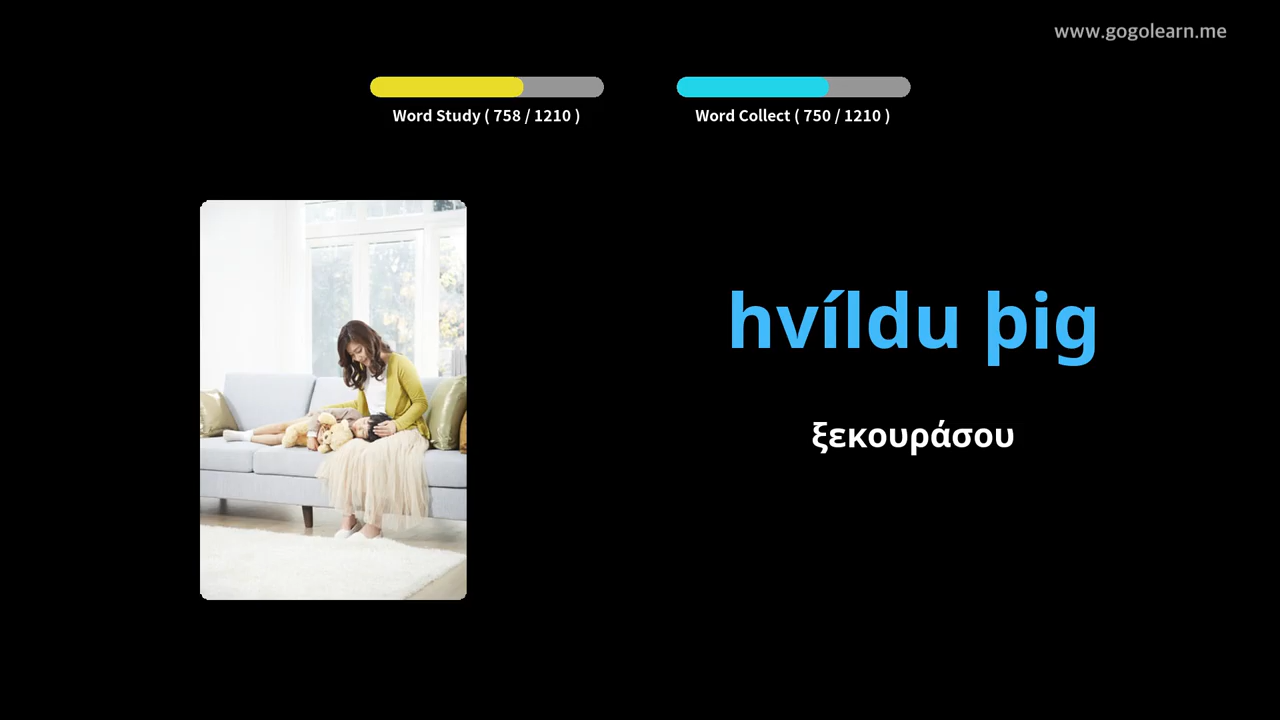 www.gogolearn.me
Word Study ( 758 / 1210 )
Word Collect ( 750 / 1210 )
hvíldu þig
ξεκουράσου